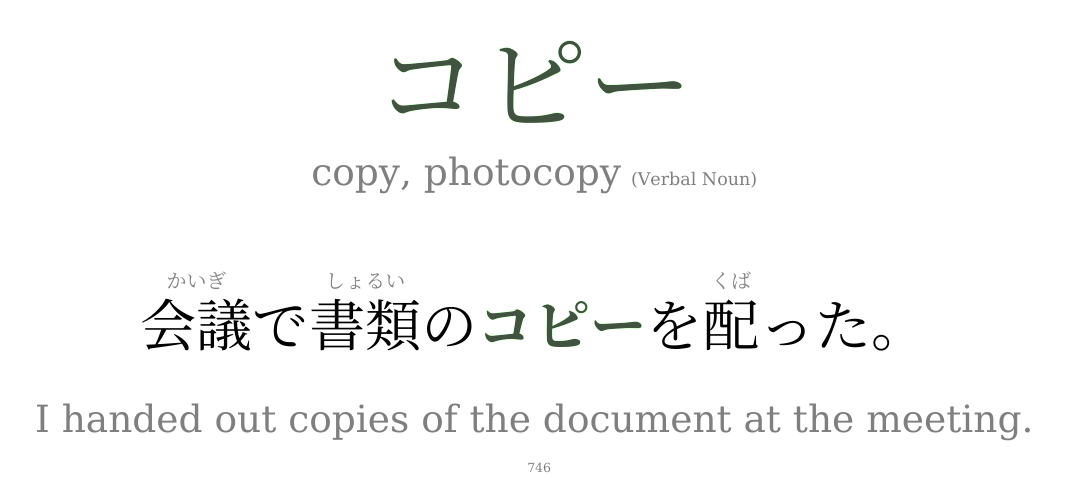 コピー
copy, photocopy (Verbal Noun)
かいぎ しょるい くば
会議で書類のコピーを配った。
I handed out copies of the document at the meeting.
746